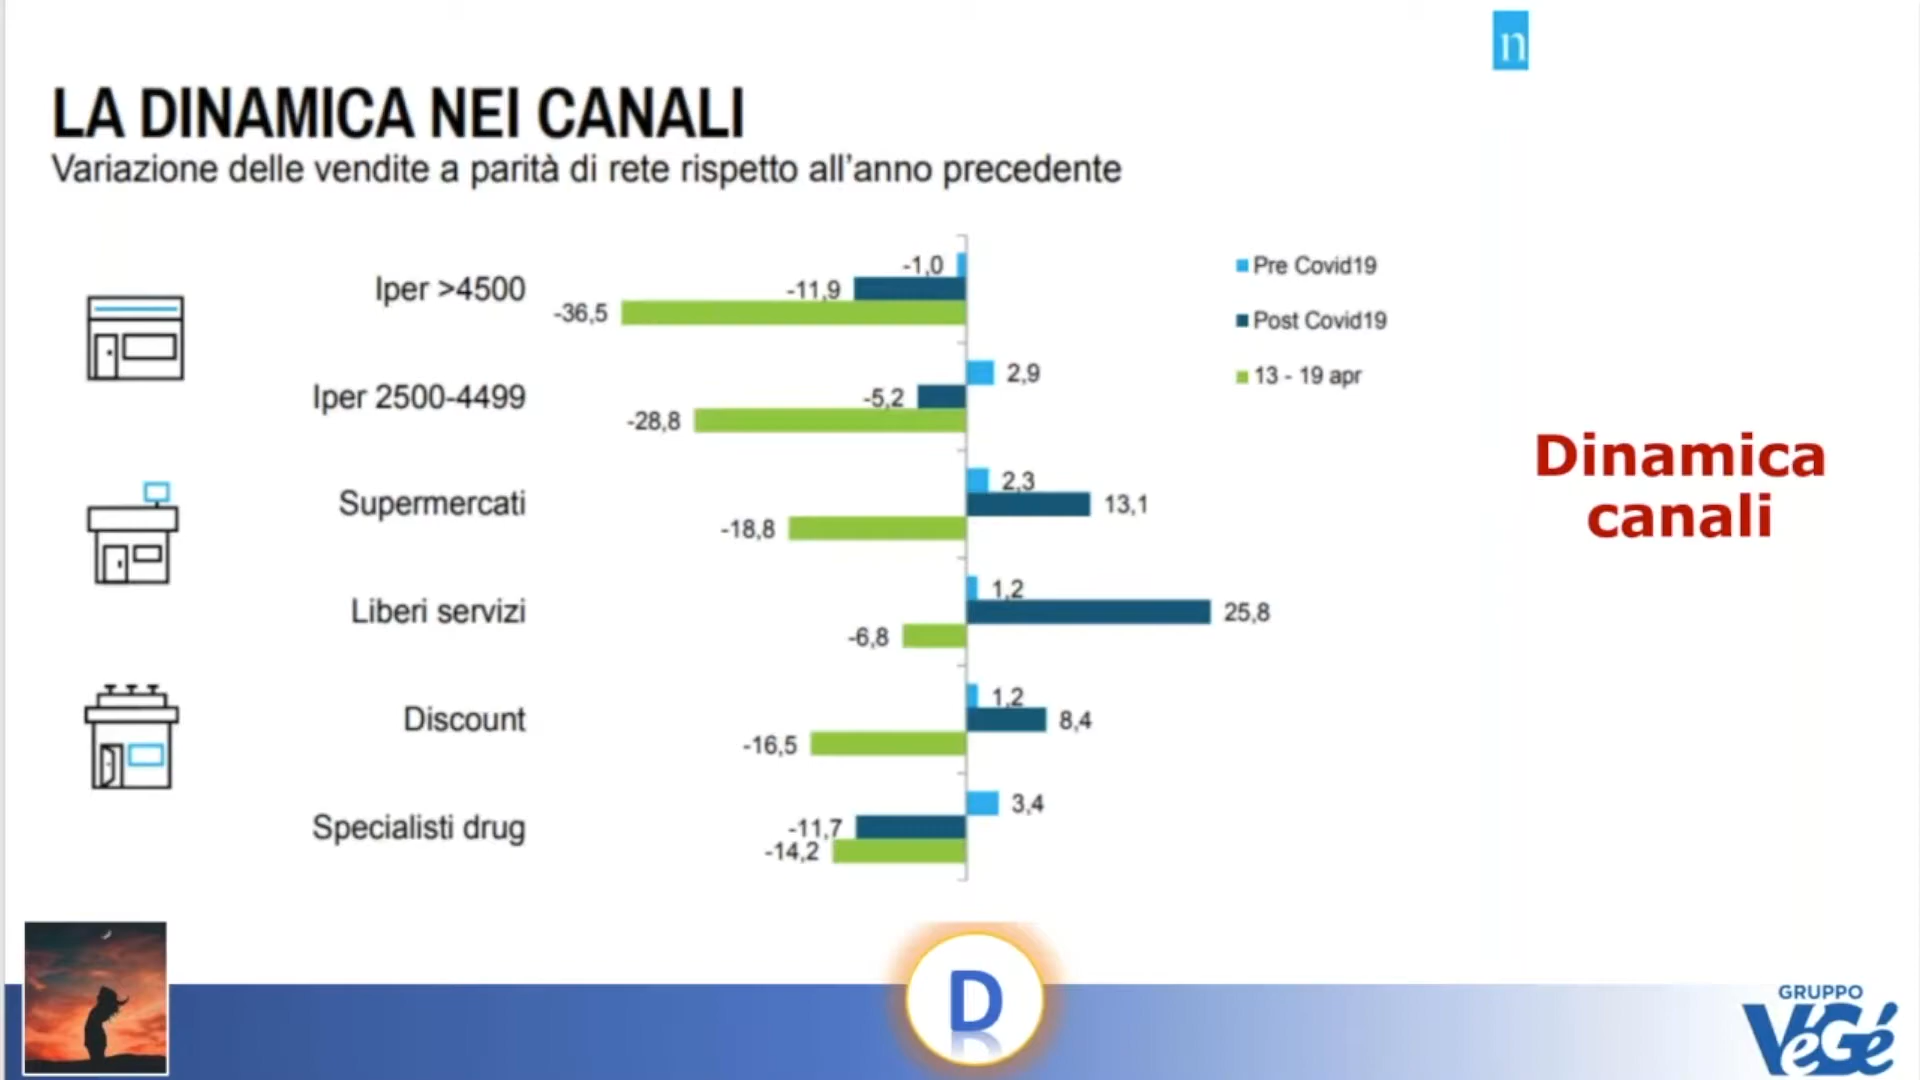 n
LA DINAMICA NEI CANALI
Variazione delle vendite a parità di rete rispetto all'anno precedente
Iper >4500
-1,0
-11,9
-36,5
Iper 2500-4499
2,9
-5,2
-28,8
Supermercati
2,3
13,1
-18,8
Liberi servizi
1,2
25,8
-6,8
Discount
1,2
8,4
-16,5
Specialisti drug
3,4
-11,7
-14,2
Pre Covid19
Post Covid19
13 - 19 apr
Dinamica
canali
D
GRUPPO
VéGé